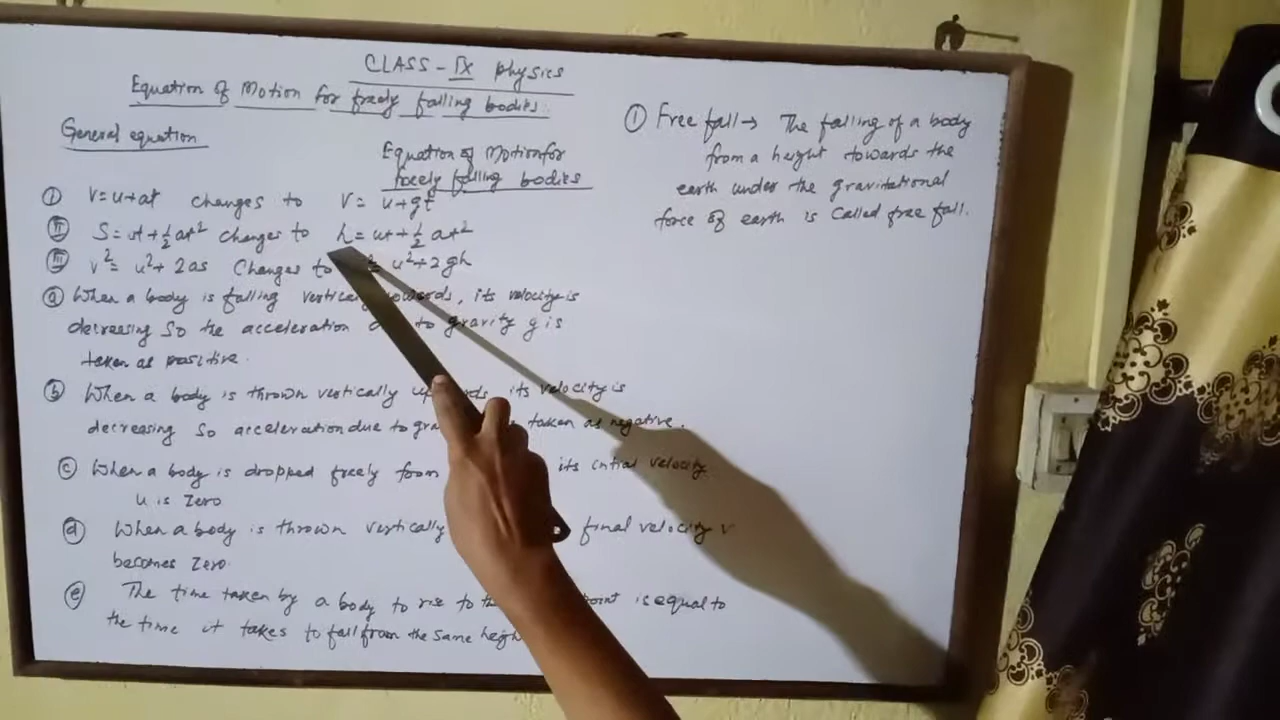 CLASS - IX Physics
Equation of Motion for freely falling bodies.
General equation
Equation of Motion for
freely falling bodies
(i) v = u + at changes to v = u + gt
(ii) S = ut + ½ at² changes to h = ut + ½ at²
(iii) v² = u² + 2as Changes to u² + 2gh
(a) When a body is falling its velocity is
decreasing so the acceleration to gravity g is
taken as positive.
(b) When a body is thrown vertically its velocity is
decreasing so acceleration due to taken as negative.
(c) When a body is dropped freely from its intial velocity
u is zero
(d) When a body is thrown vertically final velocity v
becomes zero.
(e) The time taken by a body to rise to is equal to
the time it takes to fall from the same
(1) Free fall → The falling of a body
from a height towards the
earth under the gravitational
force of earth is called free fall.